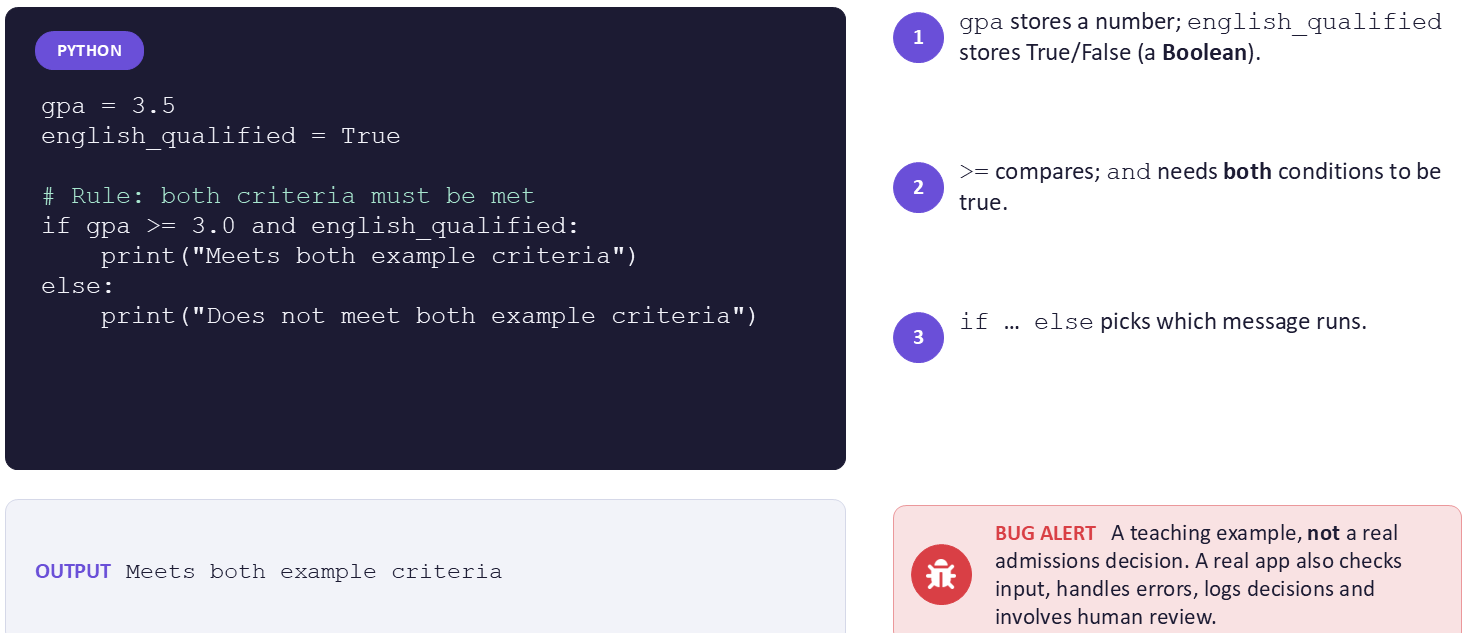 PYTHON
gpa = 3.5
english_qualified = True
# Rule: both criteria must be met
if gpa >= 3.0 and english_qualified:
    print("Meets both example criteria")
else:
    print("Does not meet both example criteria")
OUTPUT Meets both example criteria
1
gpa stores a number; english_qualified
stores True/False (a Boolean).
2
>= compares; and needs both conditions to be
true.
3
if … else picks which message runs.
BUG ALERT A teaching example, not a real
admissions decision. A real app also checks
input, handles errors, logs decisions and
involves human review.